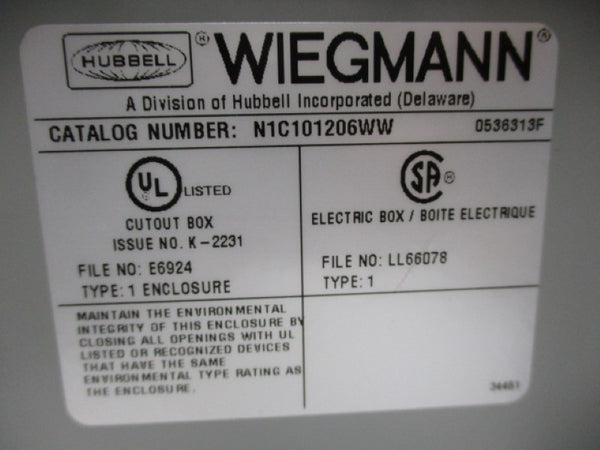 HUBBELL ® WIEGMANN ®
A Division of Hubbell Incorporated (Delaware)
CATALOG NUMBER: N1C101206WW 0536313F
UL LISTED
CUTOUT BOX
ISSUE NO. K-2231
FILE NO: E6924
TYPE: 1 ENCLOSURE
SA ®
ELECTRIC BOX / BOITE ELECTRIQUE
FILE NO: LL66078
TYPE: 1
MAINTAIN THE ENVIRONMENTAL
INTEGRITY OF THIS ENCLOSURE BY
CLOSING ALL OPENINGS WITH UL
LISTED OR RECOGNIZED DEVICES
THAT HAVE THE SAME
ENVIRONMENTAL TYPE RATING AS
THE ENCLOSURE.